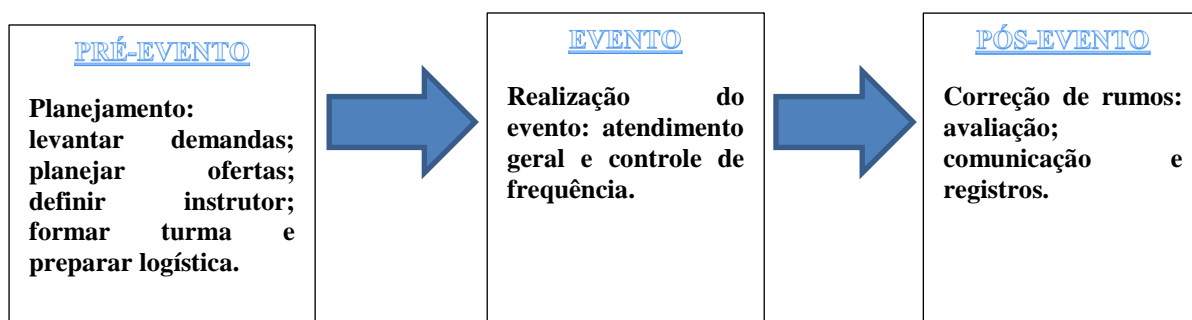 PRÉ-EVENTO
Planejamento:
levantar demandas;
planejar ofertas;
definir instrutor;
formar turma e
preparar logística.
EVENTO
Realização do
evento: atendimento
geral e controle de
frequência.
PÓS-EVENTO
Correção de rumos:
avaliação;
comunicação e
registros.